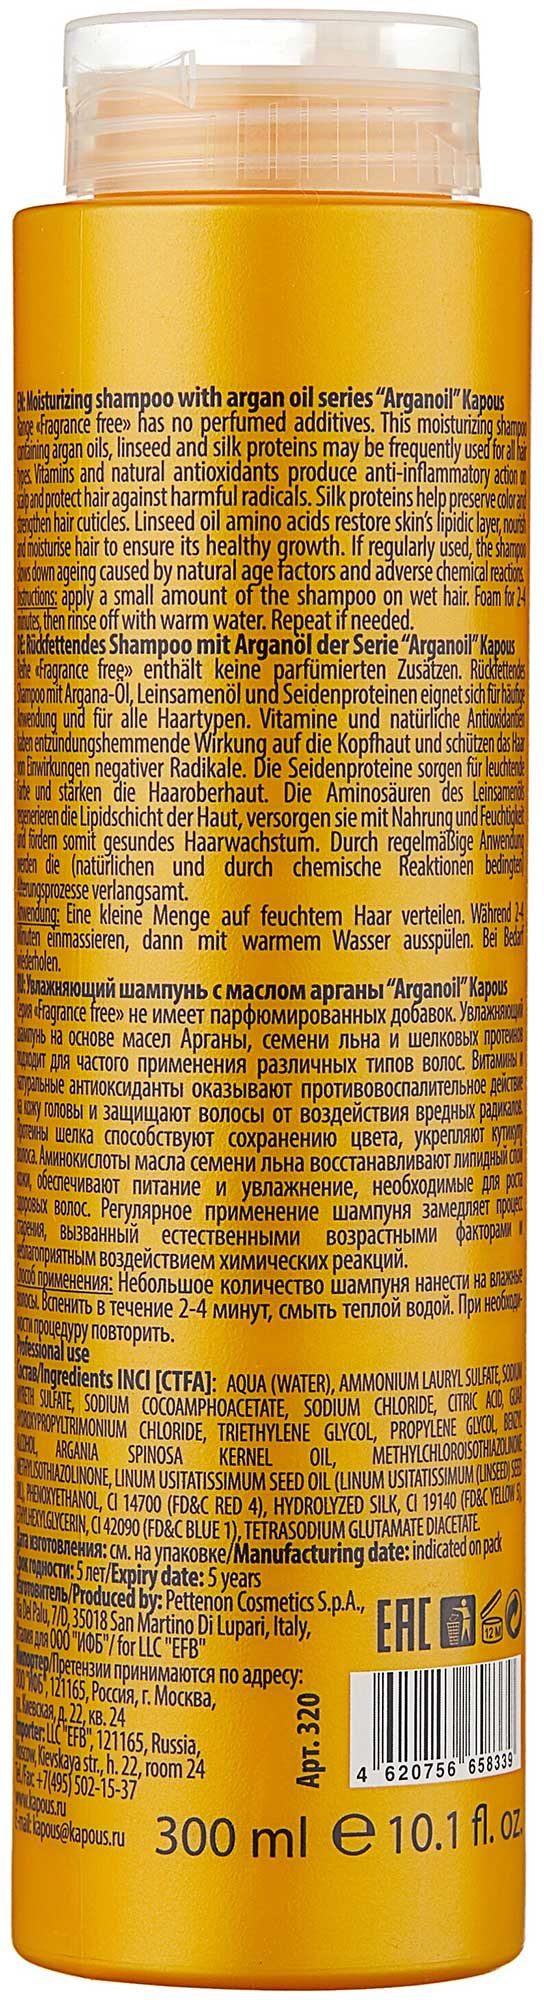 EN: Moisturizing shampoo with argan oil series “Arganoil” Kapous
Range «Fragrance free» has no perfumed additives. This moisturizing shampoo
containing argan oils, linseed and silk proteins may be frequently used for all hair
types. Vitamins and natural antioxidants produce anti-inflammatory action on
scalp and protect hair against harmful radicals. Silk proteins help preserve color and
strengthen hair cuticles. Linseed oil amino acids restore skin’s lipidic layer, nourish
and moisturise hair to ensure its healthy growth. If regularly used, the shampoo
slows down ageing caused by natural age factors and adverse chemical reactions.
Instructions: apply a small amount of the shampoo on wet hair. Foam for 2-4
minutes, then rinse off with warm water. Repeat if needed.
DE: Rückfettendes Shampoo mit Arganöl der Serie “Arganoil” Kapous
Reihe «Fragrance free» enthält keine parfümierten Zusätzen. Rückfettendes
Shampoo mit Argana-Öl, Leinsamenöl und Seidenproteinen eignet sich für häufige
Anwendung und für alle Haartypen. Vitamine und natürliche Antioxidantien
haben entzündungshemmende Wirkung auf die Kopfhaut und schützen das Haar
von Einwirkungen negativer Radikale. Die Seidenproteine sorgen für leuchtende
Farbe und stärken die Haaroberhaut. Die Aminosäuren des Leinsamenöls
regenerieren die Lipidschicht der Haut, versorgen sie mit Nahrung und Feuchtigkeit
und fördern somit gesundes Haarwachstum. Durch regelmäßige Anwendung
werden die (natürlichen und durch chemische Reaktionen bedingten)
Alterungsprozesse verlangsamt.
Anwendung: Eine kleine Menge auf feuchtem Haar verteilen. Während 2-4
Minuten einmassieren, dann mit warmem Wasser ausspülen. Bei Bedarf
wiederholen.
RU: Увлажняющий шампунь с маслом арганы “Arganoil” Kapous
Серия «Fragrance free» не имеет парфюмированных добавок. Увлажняющий
шампунь на основе масел Арганы, семени льна и шелковых протеинов
подходит для частого применения различных типов волос. Витамины и
натуральные антиоксиданты оказывают противовоспалительное действие
на кожу головы и защищают волосы от воздействия вредных радикалов.
Протеины шелка способствуют сохранению цвета, укрепляют кутикулу
волоса. Аминокислоты масла семени льна восстанавливают липидный слой
кожи, обеспечивают питание и увлажнение, необходимые для роста
здоровых волос. Регулярное применение шампуня замедляет процесс
старения, вызванный естественными возрастными факторами и
неблагоприятным воздействием химических реакций.
Способ применения: Небольшое количество шампуня нанести на влажные
волосы. Вспенить в течение 2-4 минут, смыть теплой водой. При необходи-
мости процедуру повторить.
Professional use
Состав/Ingredients INCI [CTFA]: AQUA (WATER), AMMONIUM LAURYL SULFATE, SODIUM
MYRETH SULFATE, SODIUM COCOAMPHOACETATE, SODIUM CHLORIDE, CITRIC ACID, GUAR
HYDROXYPROPYLTRIMONIUM CHLORIDE, TRIETHYLENE GLYCOL, PROPYLENE GLYCOL, BENZYL
ALCOHOL, ARGANIA SPINOSA KERNEL OIL, METHYLCHLOROISOTHIAZOLINONE
METHYLISOTHIAZOLINONE, LINUM USITATISSIMUM SEED OIL (LINUM USITATISSIMUM (LINSEED) SEED
OIL), PHENOXYETHANOL, CI 14700 (FD&C RED 4), HYDROLYZED SILK, CI 19140 (FD&C YELLOW 5),
ETHYLHEXYLGLYCERIN, CI 42090 (FD&C BLUE 1), TETRASODIUM GLUTAMATE DIACETATE.
Дата изготовления: см. на упаковке/Manufacturing date: indicated on pack
Срок годности: 5 лет/Expiry date: 5 years
Изготовитель/Produced by: Pettenon Cosmetics S.p.A.,
Via Del Palu, 7/D, 35018 San Martino Di Lupari, Italy,
Италия для ООО "ИФБ"/ for LLC "EFB"
Импортер/Претензии принимаются по адресу:
ООО "ИФБ", 121165, Россия, г. Москва,
ул. Киевская, д. 22, кв. 24
Importer: LLC "EFB", 121165, Russia,
Moscow, Kievskaya str., h. 22, room 24
Tel/Fax: +7(495) 502-15-37
www.kapous.ru
E-mail: kapous@kapous.ru
EAC
12 M
Арт. 320
4 620756 658339
300 ml e 10.1 fl. oz.